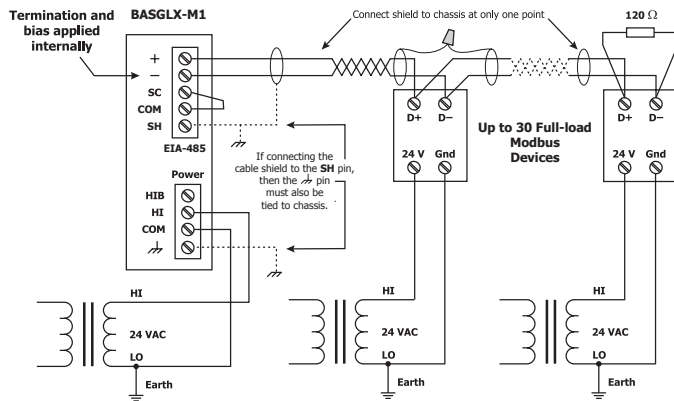 Termination and
bias applied
internally
BASGLX-M1
Connect shield to chassis at only one point
120 Ω
+
−
SC
COM
SH
EIA-485
D+ D−
24 V Gnd
Up to 30 Full-load
Modbus
Devices
D+ D−
24 V Gnd
If connecting the
cable shield to the SH pin,
then the pin
must also be
tied to chassis.
Power
HIB
HI
COM
HI
24 VAC
LO
Earth
HI
24 VAC
LO
Earth
HI
24 VAC
LO
Earth